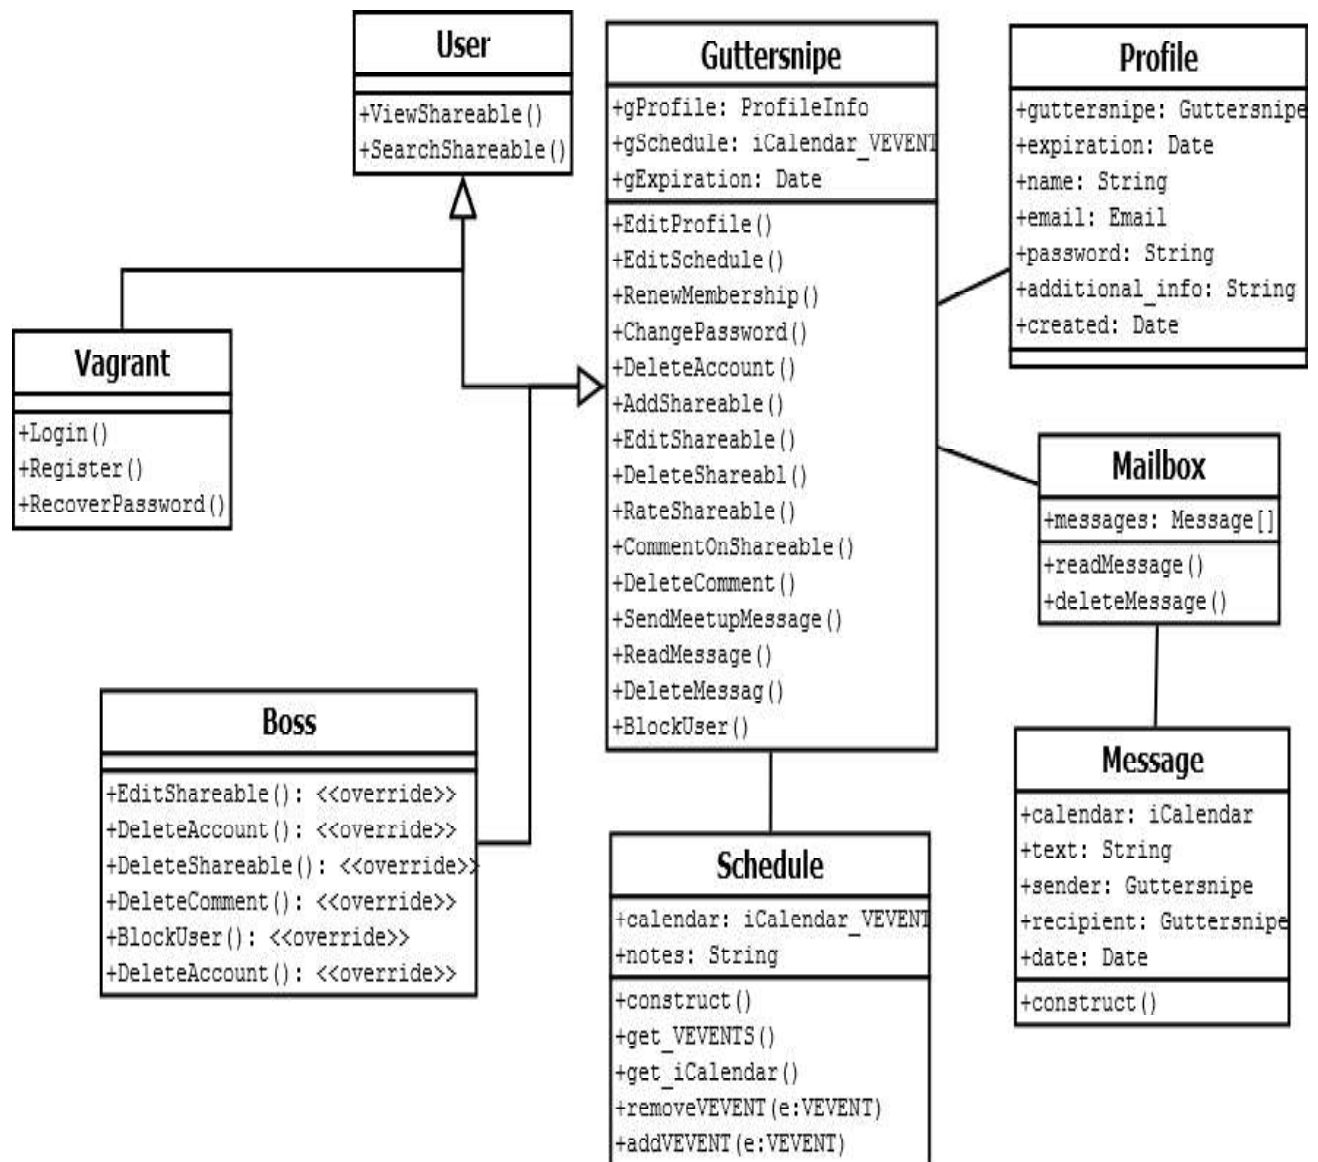 User
+ViewShareable()
+SearchShareable()
Guttersnipe
+gProfile: ProfileInfo
+gSchedule: iCalendar_VEVENT
+gExpiration: Date
+EditProfile()
+EditSchedule()
+RenewMembership()
+ChangePassword()
+DeleteAccount()
+AddShareable()
+EditShareable()
+DeleteShareabl()
+RateShareable()
+CommentOnShareable()
+DeleteComment()
+SendMeetupMessage()
+ReadMessage()
+DeleteMessag()
+BlockUser()
Profile
+guttersnipe: Guttersnipe
+expiration: Date
+name: String
+email: Email
+password: String
+additional_info: String
+created: Date
Vagrant
+Login()
+Register()
+RecoverPassword()
Mailbox
+messages: Message[]
+readMessage()
+deleteMessage()
Boss
+EditShareable(): <<override>>
+DeleteAccount(): <<override>>
+DeleteShareable(): <<override>>
+DeleteComment(): <<override>>
+BlockUser(): <<override>>
+DeleteAccount(): <<override>>
Schedule
+calendar: iCalendar_VEVENT
+notes: String
+construct()
+get_VEVENTS()
+get_iCalendar()
+removeVEVENT(e:VEVENT)
+addVEVENT(e:VEVENT)
Message
+calendar: iCalendar
+text: String
+sender: Guttersnipe
+recipient: Guttersnipe
+date: Date
+construct()